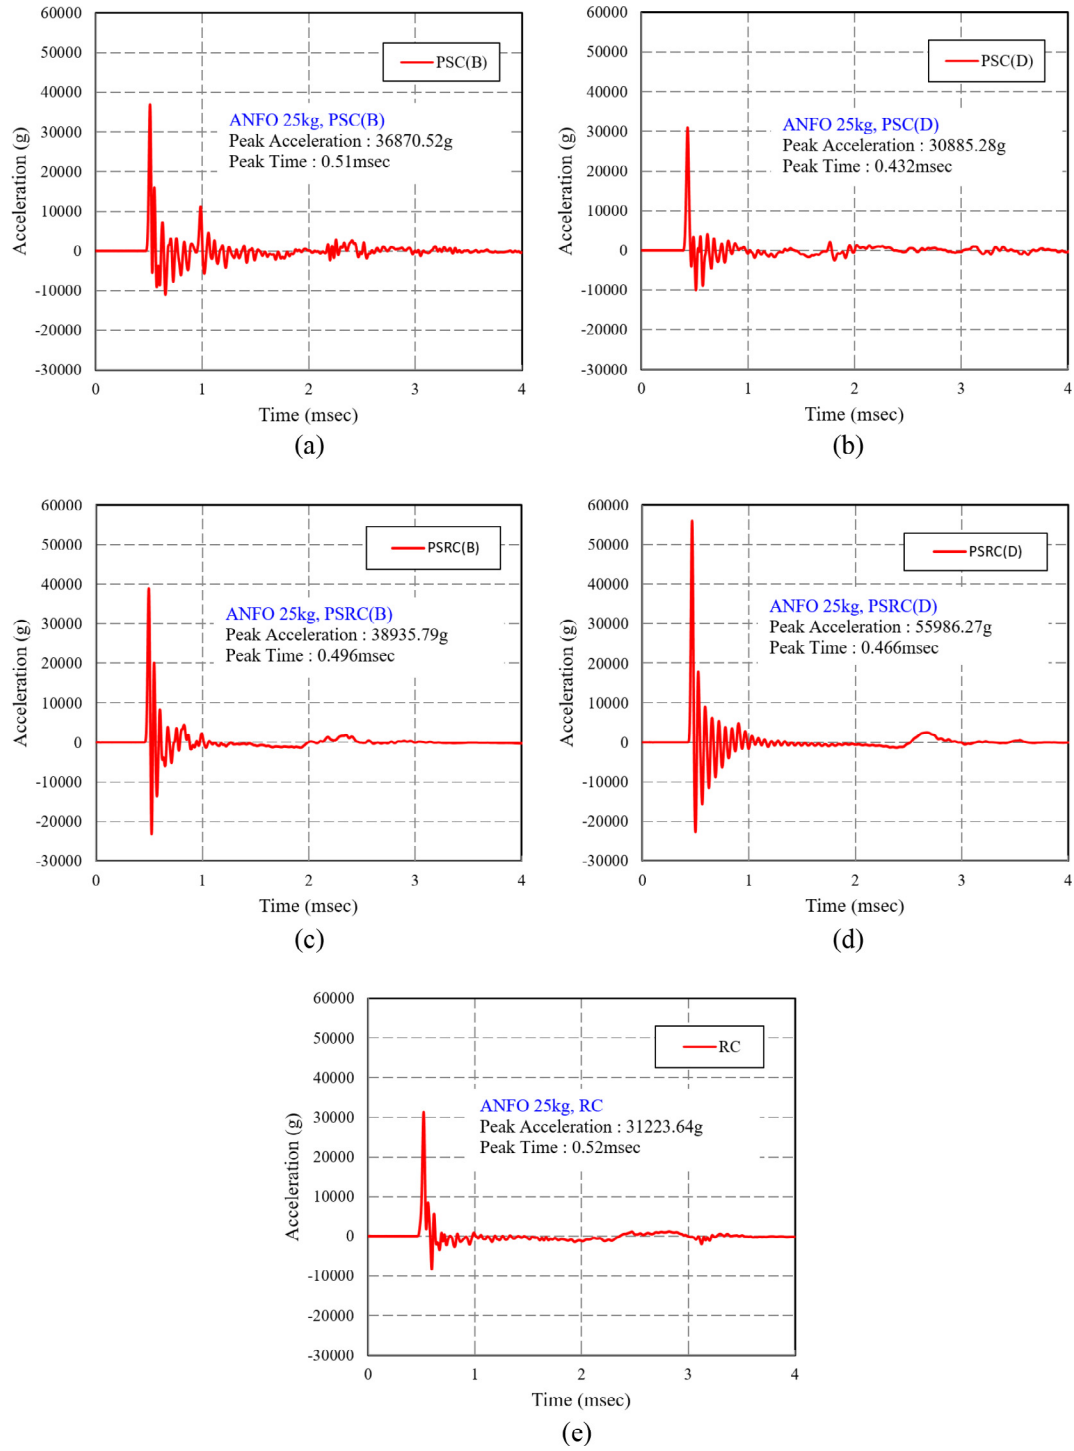 60000
50000
40000
30000
20000
10000
0
-10000
-20000
-30000
Acceleration (g)
PSC(B)
ANFO 25kg, PSC(B)
Peak Acceleration : 36870.52g
Peak Time : 0.51msec
0 1 2 3 4
Time (msec)
(a)
60000
50000
40000
30000
20000
10000
0
-10000
-20000
-30000
Acceleration (g)
PSC(D)
ANFO 25kg, PSC(D)
Peak Acceleration : 30885.28g
Peak Time : 0.432msec
0 1 2 3 4
Time (msec)
(b)
60000
50000
40000
30000
20000
10000
0
-10000
-20000
-30000
Acceleration (g)
PSRC(B)
ANFO 25kg, PSRC(B)
Peak Acceleration : 38935.79g
Peak Time : 0.496msec
0 1 2 3 4
Time (msec)
(c)
60000
50000
40000
30000
20000
10000
0
-10000
-20000
-30000
Acceleration (g)
PSRC(D)
ANFO 25kg, PSRC(D)
Peak Acceleration : 55986.27g
Peak Time : 0.466msec
0 1 2 3 4
Time (msec)
(d)
60000
50000
40000
30000
20000
10000
0
-10000
-20000
-30000
Acceleration (g)
RC
ANFO 25kg, RC
Peak Acceleration : 31223.64g
Peak Time : 0.52msec
0 1 2 3 4
Time (msec)
(e)